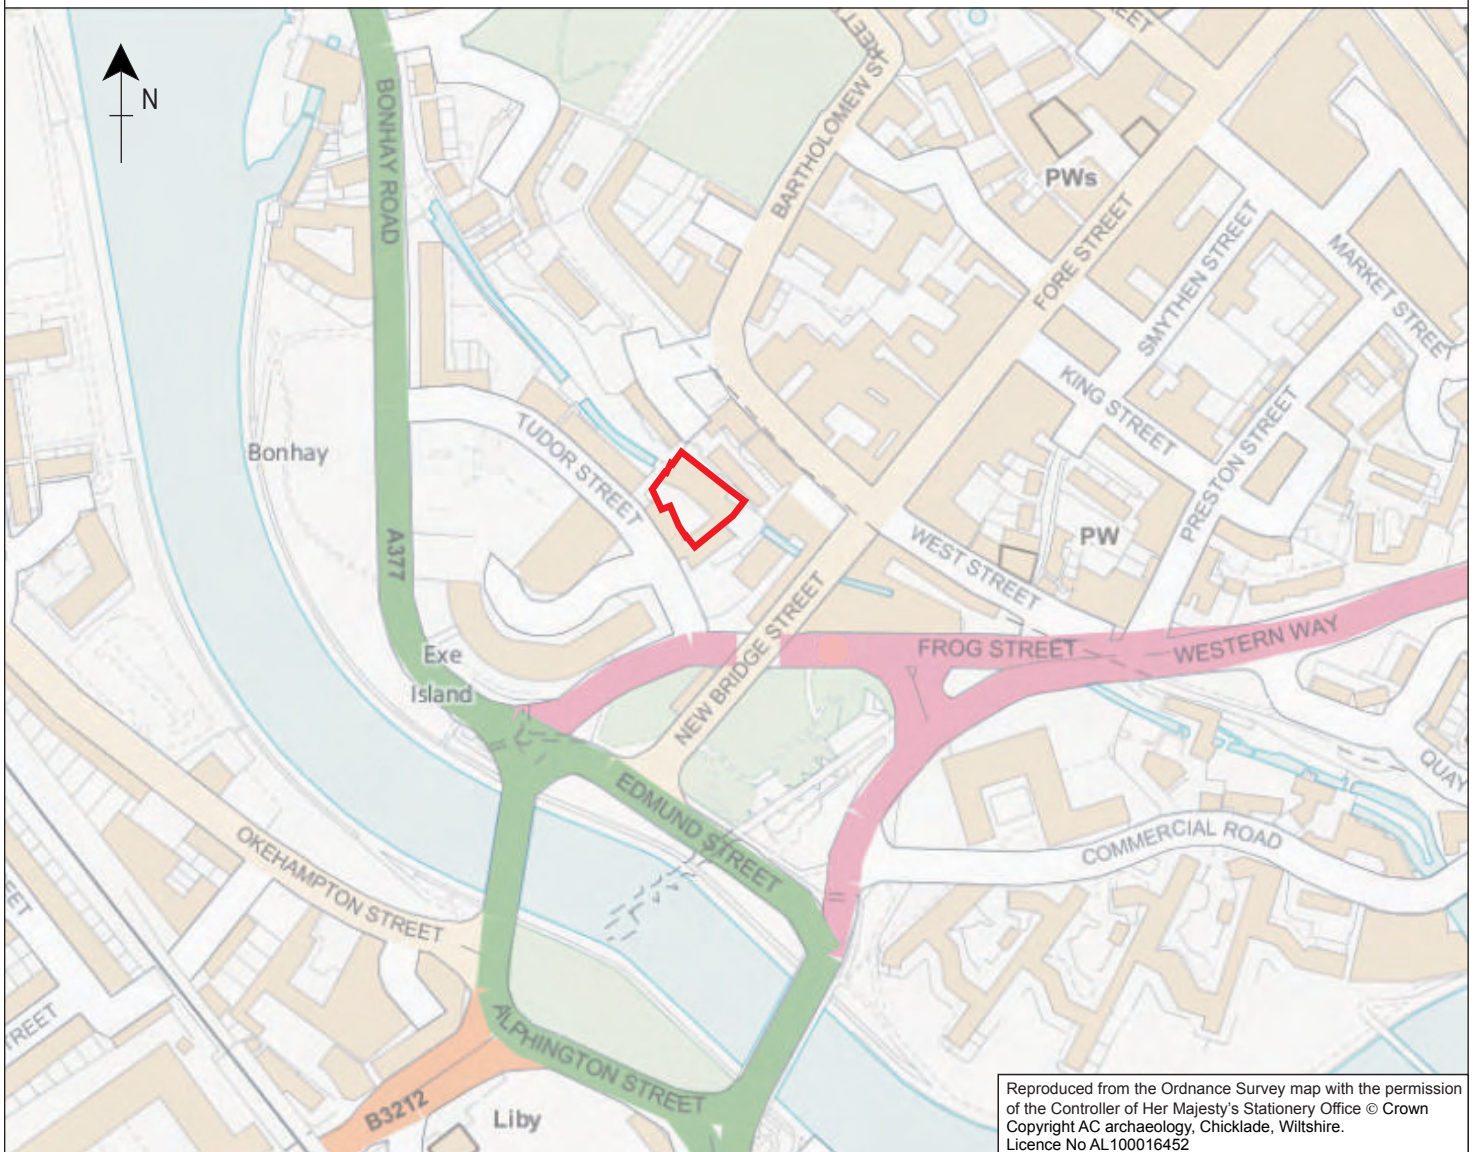 N
BONHAY ROAD
BARTHOLOMEW STREET
PWs
FORE STREET
SMYTHEN STREET
MARKET STREET
KING STREET
PRESTON STREET
Bonhay
TUDOR STREET
PW
WEST STREET
A377
NEW BRIDGE STREET
FROG STREET
WESTERN WAY
Exe
Island
EDMUND STREET
QUAY
COMMERCIAL ROAD
OKEHAMPTON STREET
ALPHINGTON STREET
B3212
Liby
Reproduced from the Ordnance Survey map with the permission
of the Controller of Her Majesty's Stationery Office © Crown
Copyright AC archaeology, Chicklade, Wiltshire.
Licence No AL100016452